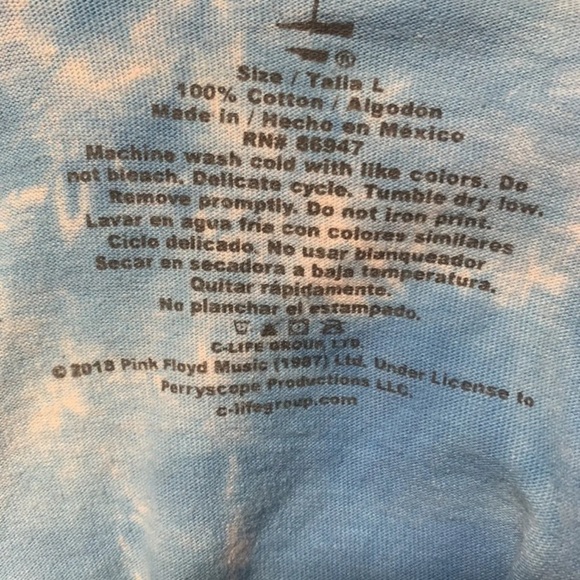 L
®
Size / Talla L
100% Cotton / Algodón
Made in / Hecho en México
RN# 86947
Machine wash cold with like colors. Do
not bleach. Delicate cycle. Tumble dry low.
Remove promptly. Do not iron print.
Lavar en agua fria con colores similares
Ciclo delicado. No usar blanqueador
Secar en secadora a baja temperatura.
Quitar rápidamente.
No planchar el estampado.
C-LIFE GROUP LTD.
©2018 Pink Floyd Music (1987) Ltd. Under License to
Perryscope Productions LLC.
c-lifegroup.com